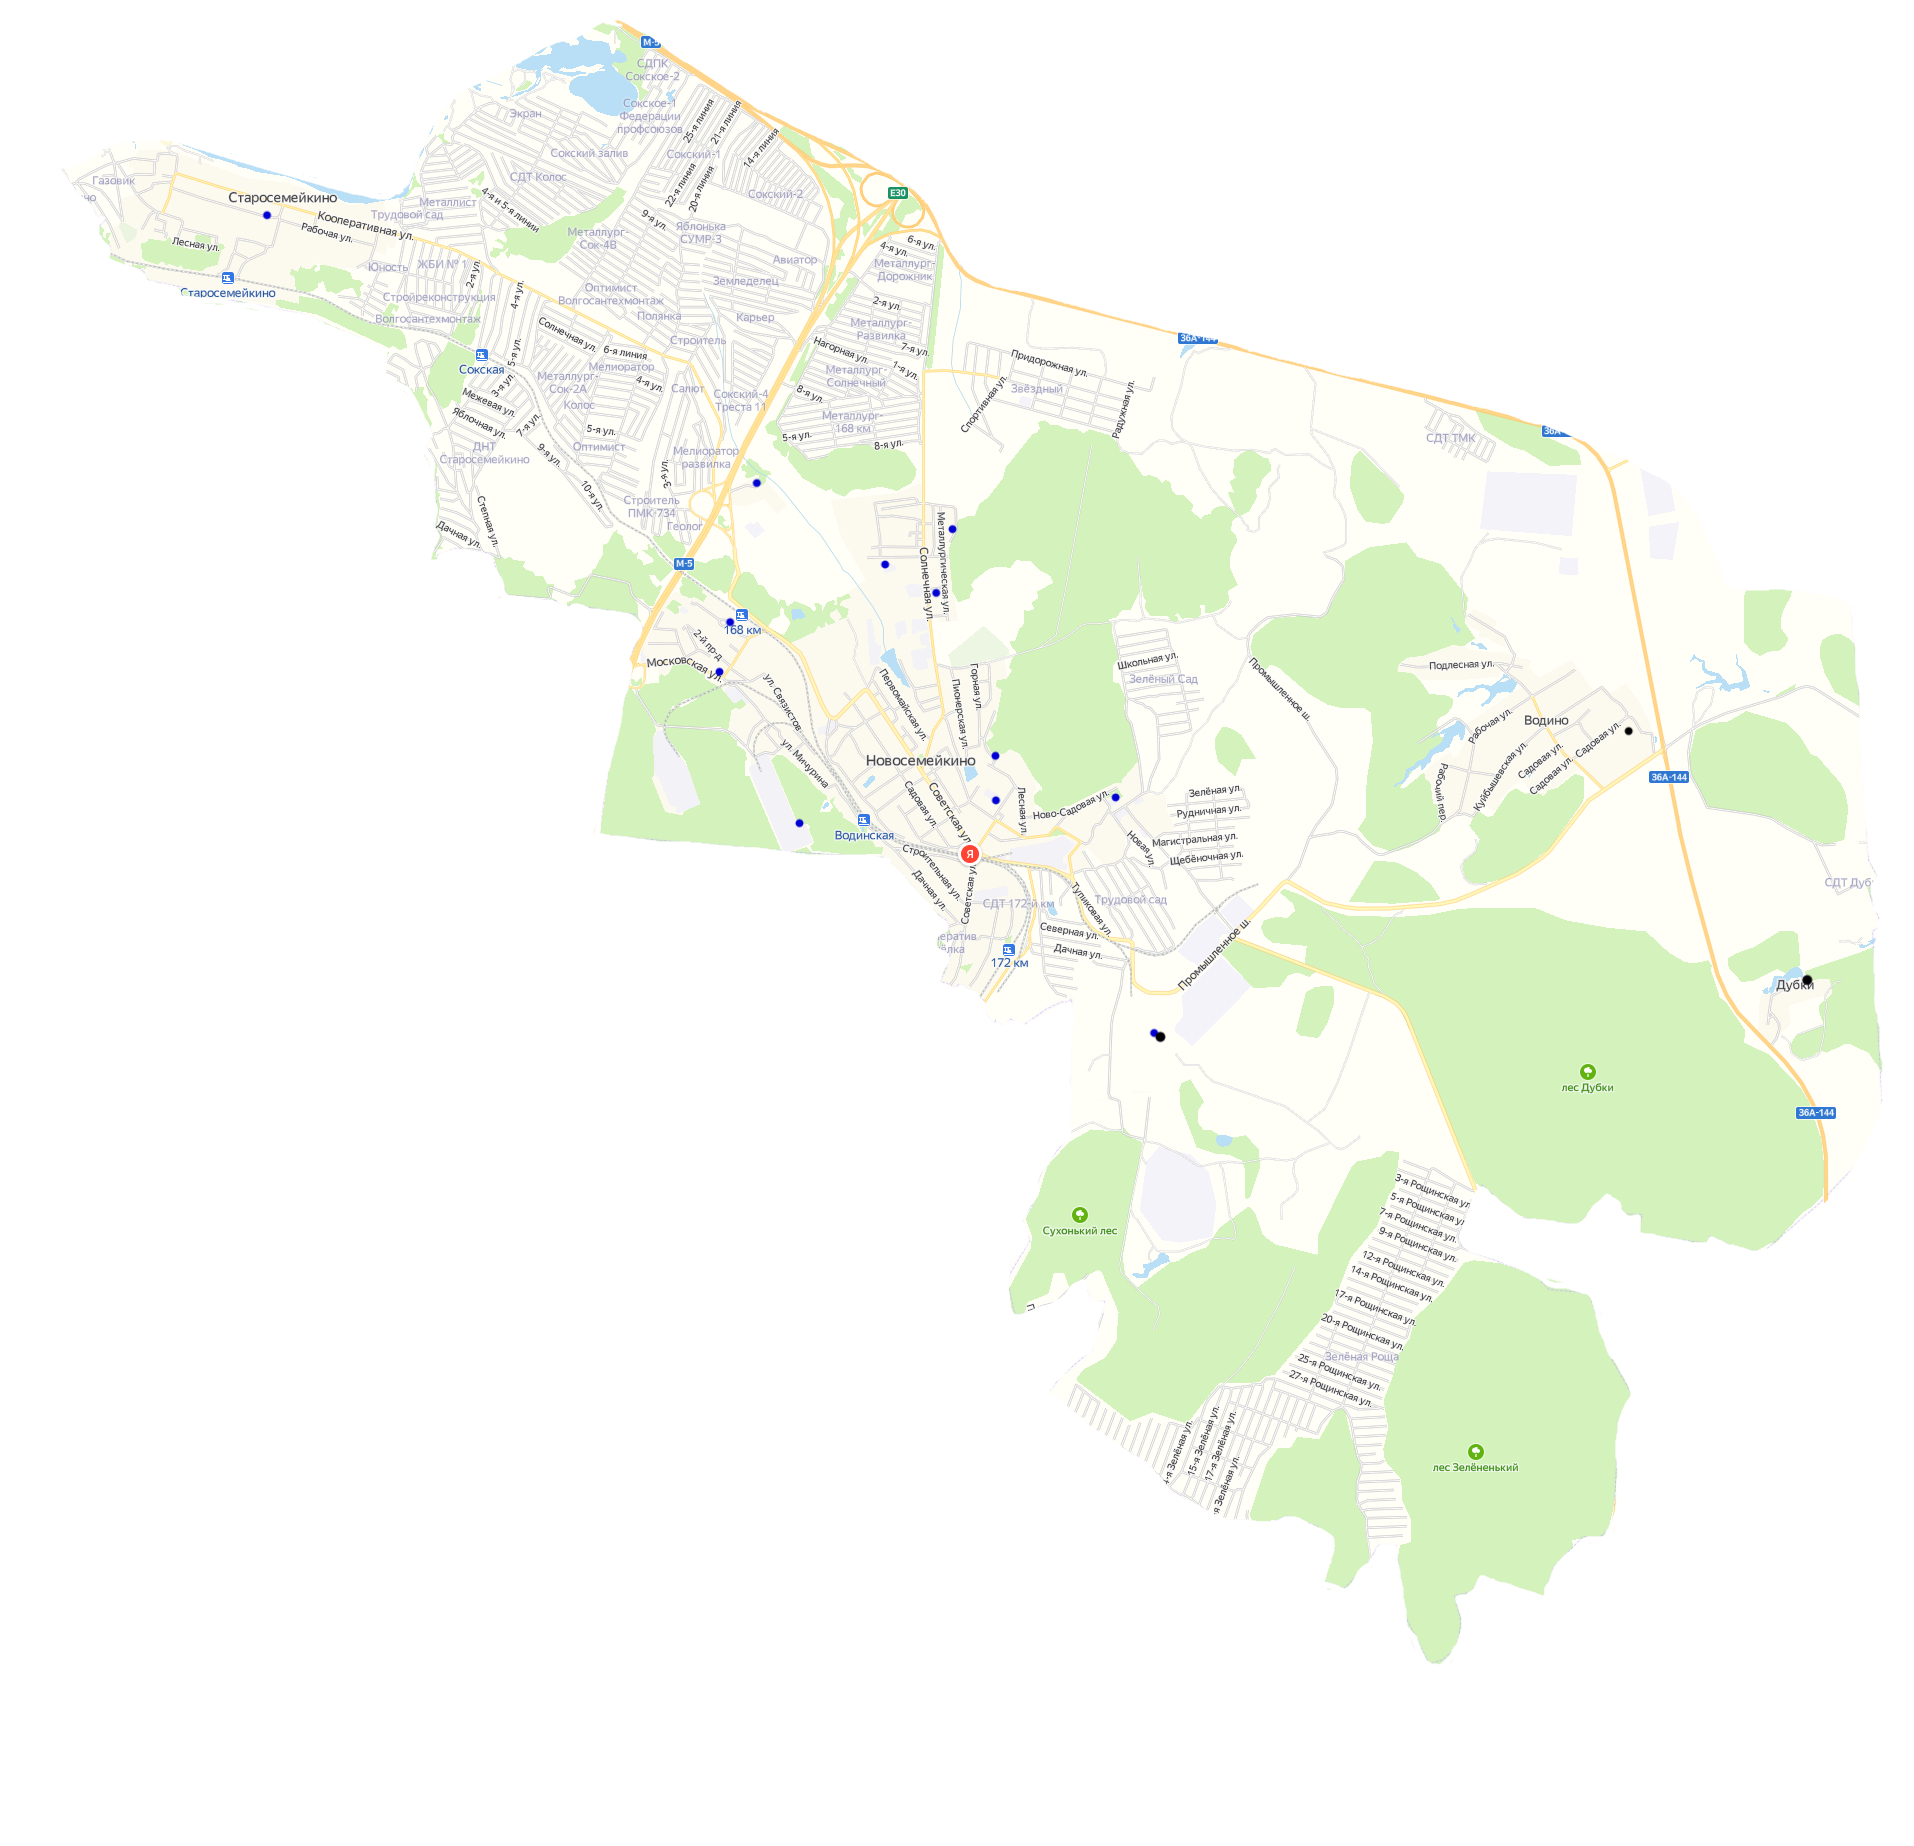 М-5
СДПК
Сокское-2
Сокское-1
Федерации
профсоюзов
Экран
25-я линия
21-я линия
14-я линия
Сокский залив
Сокский-1
СДТ Колос
22-я линия
20-я линия
Сокский-2
Газовик
но
Старосемейкино
Е30
4-я и 5-я линии
Металлист
Трудовой сад
Кооперативная ул.
Рабочая ул.
Лесная ул.
9-я ул.
Яблонька
СУМР-3
Металлург-
Сок-4В
6-я ул.
4-я ул.
Авиатор
Металлург-
Дорожник
Юность
ЖБИ № 1
2-я ул.
Земледелец
Старосемейкино
Стройреконструкция
4-я ул.
Оптимист
Волгосантехмонтаж
2-я ул.
Волгосантехмонтаж
Полянка
Карьер
Металлург-
Развилка
Солнечная ул.
Строитель
36А-144
Нагорная ул.
7-я ул.
5-я ул.
6-я линия
Мелиоратор
1-я ул.
Придорожная ул.
Сокская
Металлург-
Сок-2А
4-я ул.
Салют
Металлург-
Солнечный
3-я ул.
Звёздный
Сокский-4
Треста 11
8-я ул.
Спортивная ул.
Радужная ул.
Межевая ул.
Колос
Яблочная ул.
7-я ул.
Металлург-
168 км
5-я ул.
5-я ул.
8-я ул.
36А-
СДТ ТМК
ДНТ
Старосемейкино
9-я ул.
Оптимист
Мелиоратор
развилка
3-я ул.
10-я ул.
Строитель
ПМК-734
Геолог
Степная ул.
Дачная ул.
Металлургическая ул.
Солнечная ул.
М-5
168 км
2-й пр-д
Московская ул.
ул. Связистов
Первомайская ул.
Пионерская ул.
Горная ул.
Школьная ул.
Зелёный Сад
Промышленное ш.
Подлесная ул.
Водино
Рабочая ул.
Садовая ул.
Садовая ул.
Садовая ул.
Куйбышевская ул.
Рабочий пер.
36А-144
ул. Мичурина
Новосемейкино
Советская ул.
Садовая ул.
Лесная ул.
Ново-Садовая ул.
Зелёная ул.
Рудничная ул.
Магистральная ул.
Щебёночная ул.
Новая ул.
Водинская
Я
Строительная ул.
Дачная ул.
Советская ул.
СДТ 172-й км
Тупиковая ул.
Трудовой сад
СДТ Дуб
Северная ул.
Дачная ул.
ератив
лка
172 км
Промышленное ш.
Дубки
лес Дубки
36А-144
3-я Рощинская ул
5-я Рощинская у
7-я Рощинская ул.
9-я Рощинская ул.
12-я Рощинская ул.
14-я Рощинская ул.
17-я Рощинская ул.
20-я Рощинская ул.
Зелёная Роща
25-я Рощинская ул.
27-я Рощинская ул.
Сухонький лес
я Зелёная ул.
15-я Зелёная ул.
17-я Зелёная ул.
я Зелёная ул.
лес Зелёненький